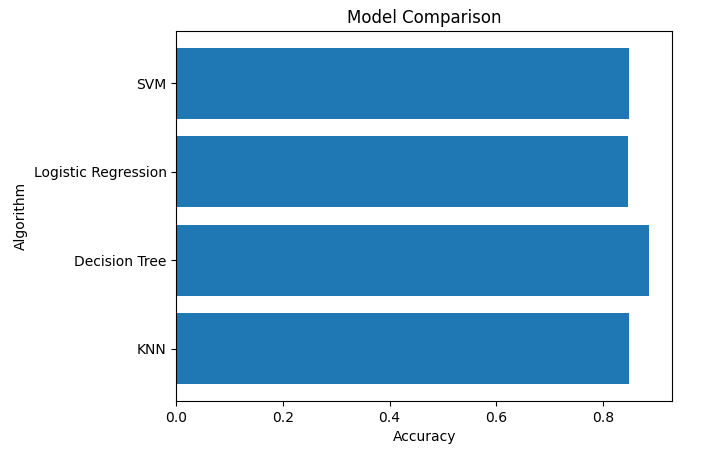 Model Comparison
SVM
Logistic Regression
Decision Tree
KNN
Algorithm
0.0 0.2 0.4 0.6 0.8
Accuracy